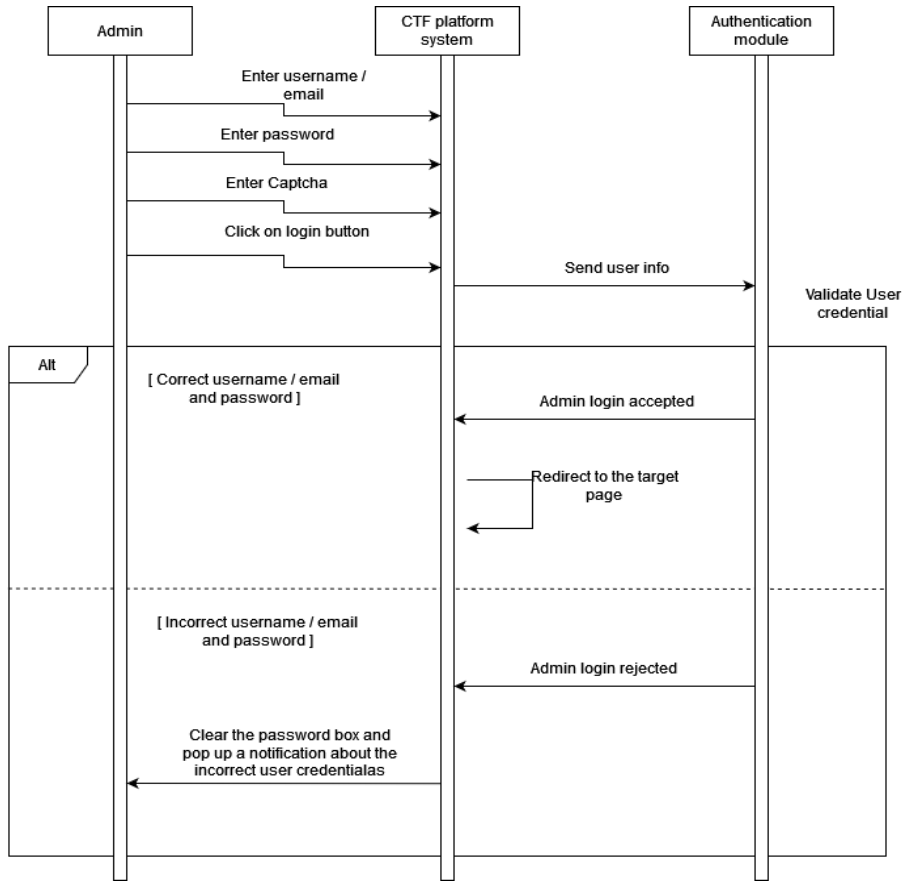 Admin
CTF platform
system
Authentication
module
Enter username /
email
Enter password
Enter Captcha
Click on login button
Send user info
Validate User
credential
Alt
[ Correct username / email
and password ]
Admin login accepted
Redirect to the target
page
[ Incorrect username / email
and password ]
Admin login rejected
Clear the password box and
pop up a notification about the
incorrect user credentialas